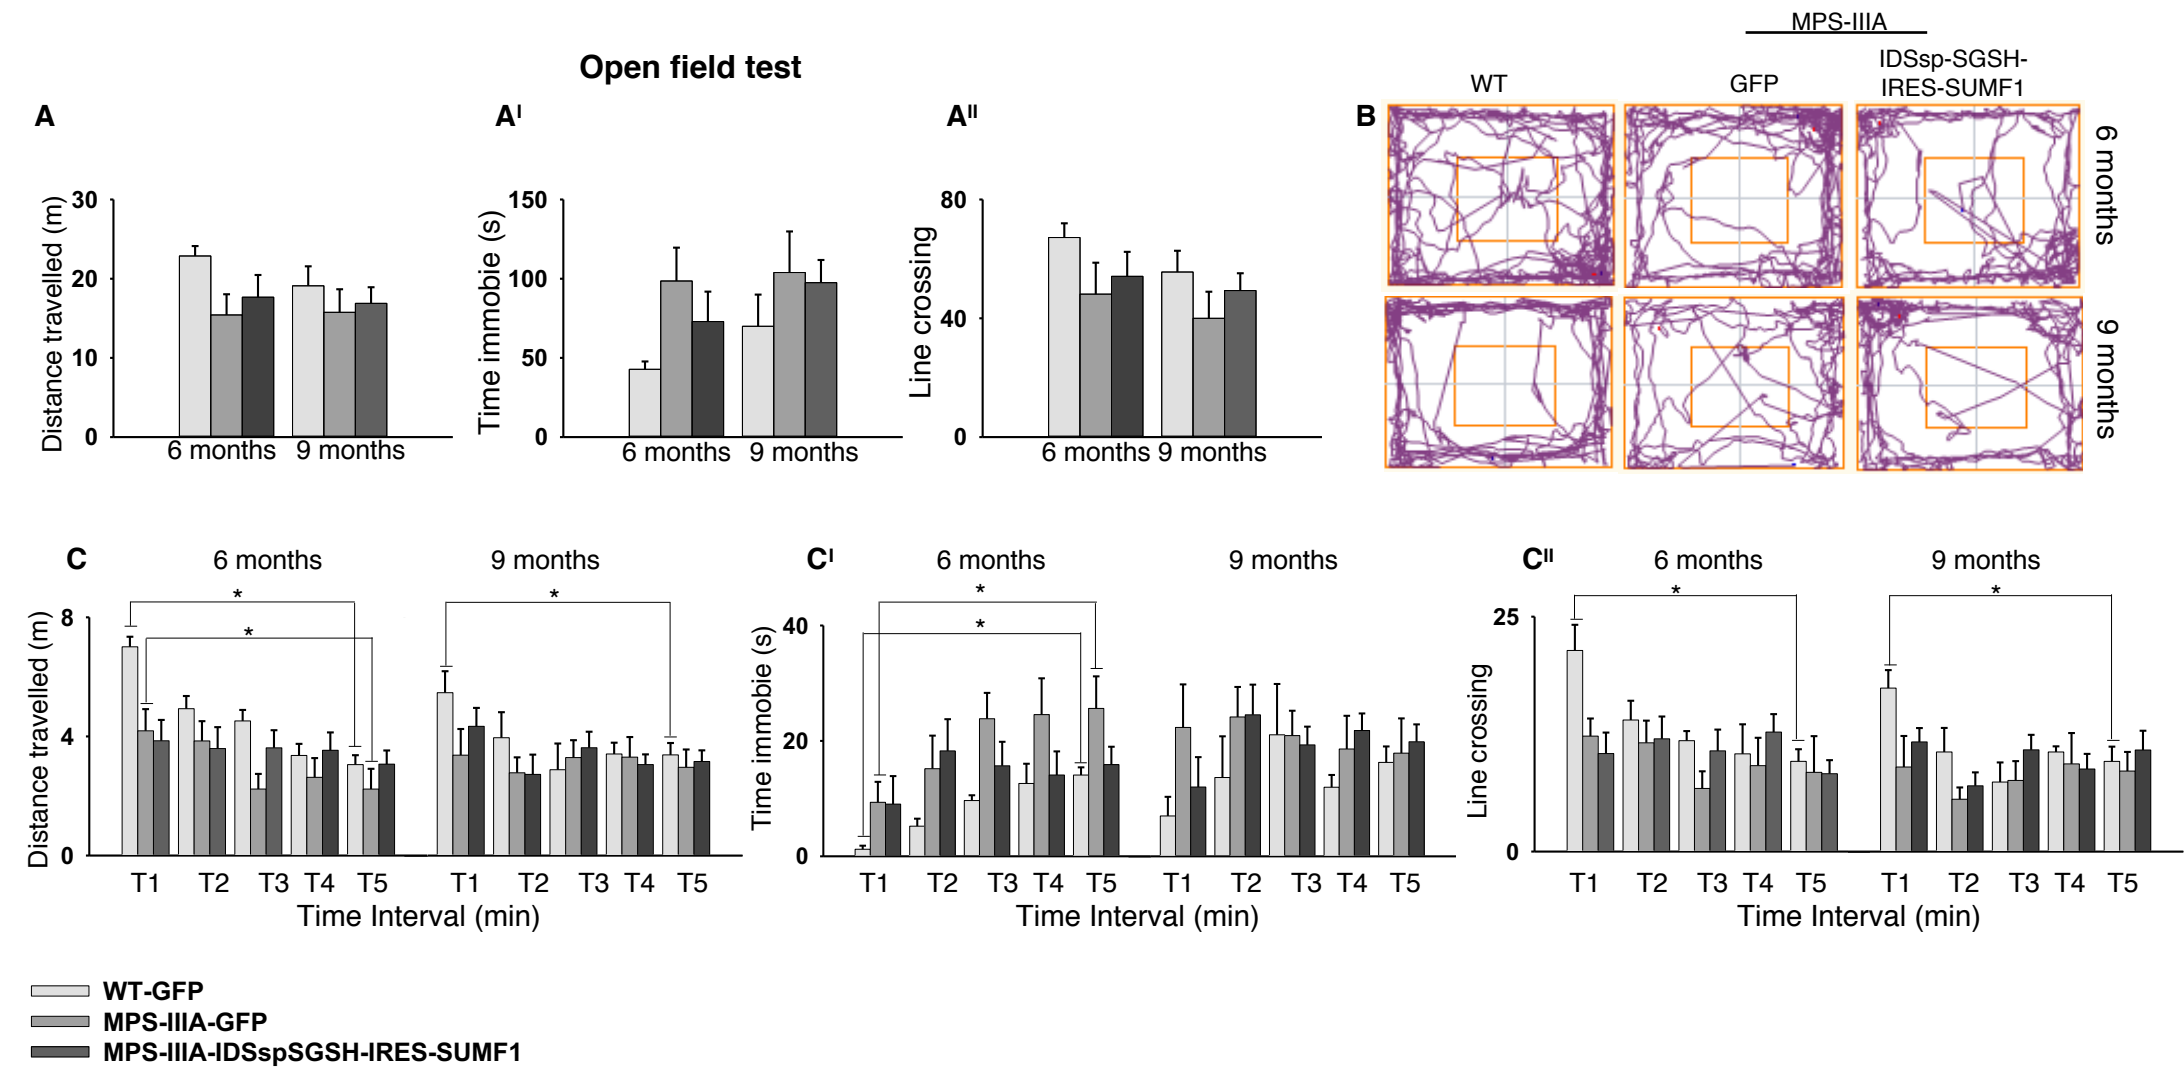 Open field test
A
Distance travelled (m)
30
20
10
0
6 months 9 months
Aᴵ
Time immobie (s)
150
100
50
0
6 months 9 months
Aᴵᴵ
Line crossing
80
40
0
6 months 9 months
B
MPS-IIIA
WT
GFP
IDSsp-SGSH-
IRES-SUMF1
6 months
9 months
C
6 months
9 months
*
*
*
Distance travelled (m)
8
4
0
T1 T2 T3 T4 T5 T1 T2 T3 T4 T5
Time Interval (min)
Cᴵ
6 months
9 months
*
*
Time immobie (s)
40
20
0
T1 T2 T3 T4 T5 T1 T2 T3 T4 T5
Time Interval (min)
Cᴵᴵ
6 months
9 months
*
*
Line crossing
25
0
T1 T2 T3 T4 T5 T1 T2 T3 T4 T5
Time Interval (min)
WT-GFP
MPS-IIIA-GFP
MPS-IIIA-IDSspSGSH-IRES-SUMF1